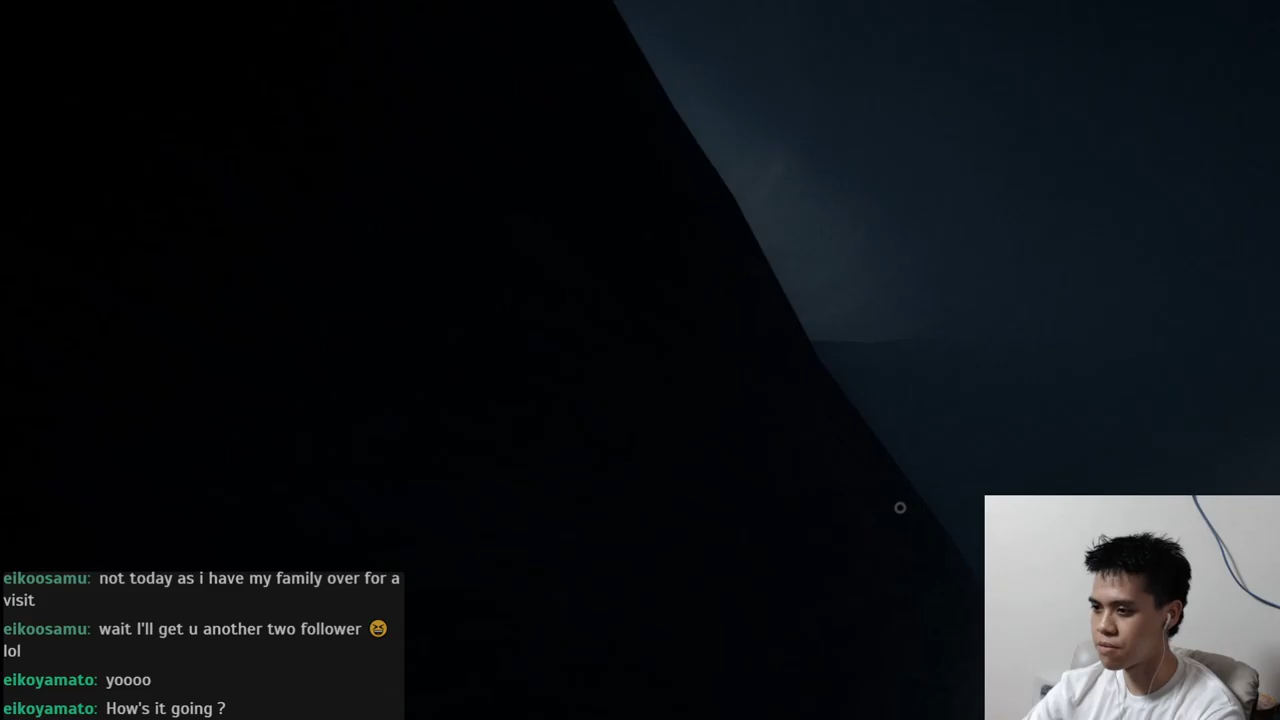 eikoosamu: not today as i have my family over for a
visit
eikoosamu: wait I'll get u another two follower 😆
lol
eikoyamato: yoooo
eikoyamato: How's it going ?